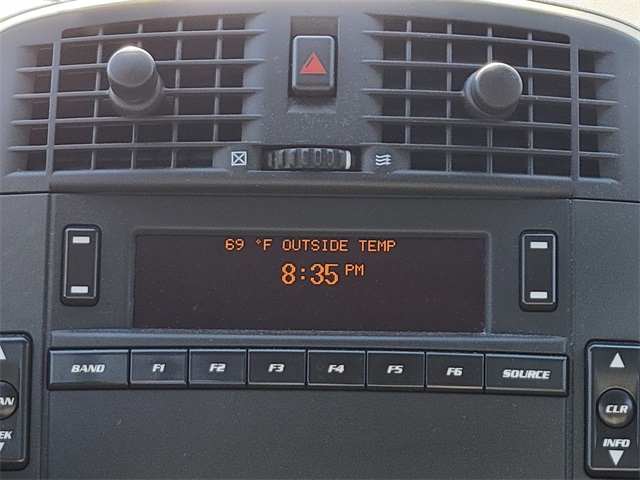 69 °F OUTSIDE TEMP
8:35 PM
BAND F1 F2 F3 F4 F5 F6 SOURCE
CLR
INFO